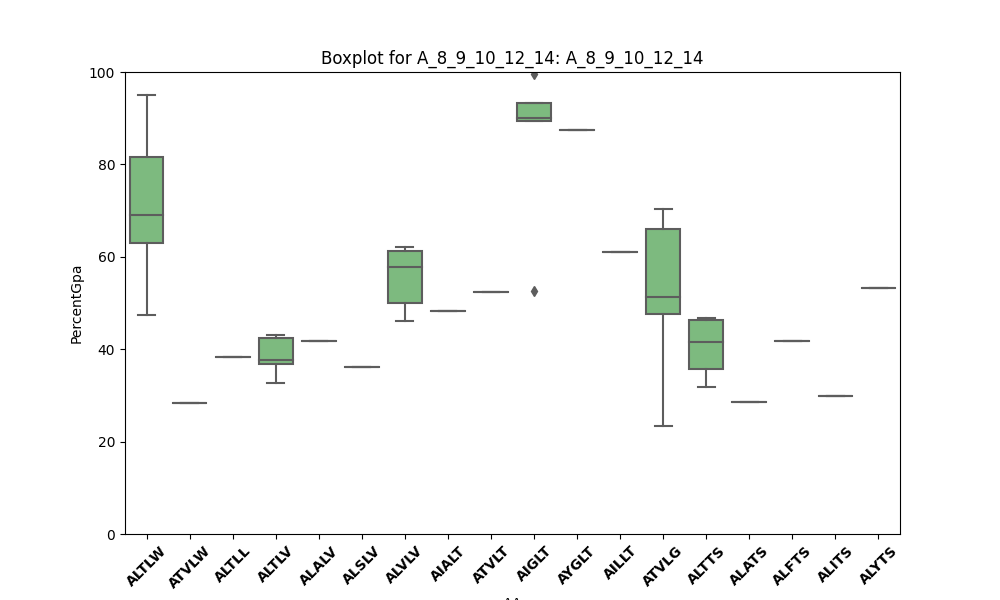 Boxplot for A_8_9_10_12_14: A_8_9_10_12_14
100
80
60
40
20
0
PercentGpa
ALTLW ATVLW ALTLL ALTLV ALALV ALSLV ALVLV AIALT ATVLT AIGLT AYGLT AILLT ATVLG ALTTS ALATS ALFTS ALITS ALYTS